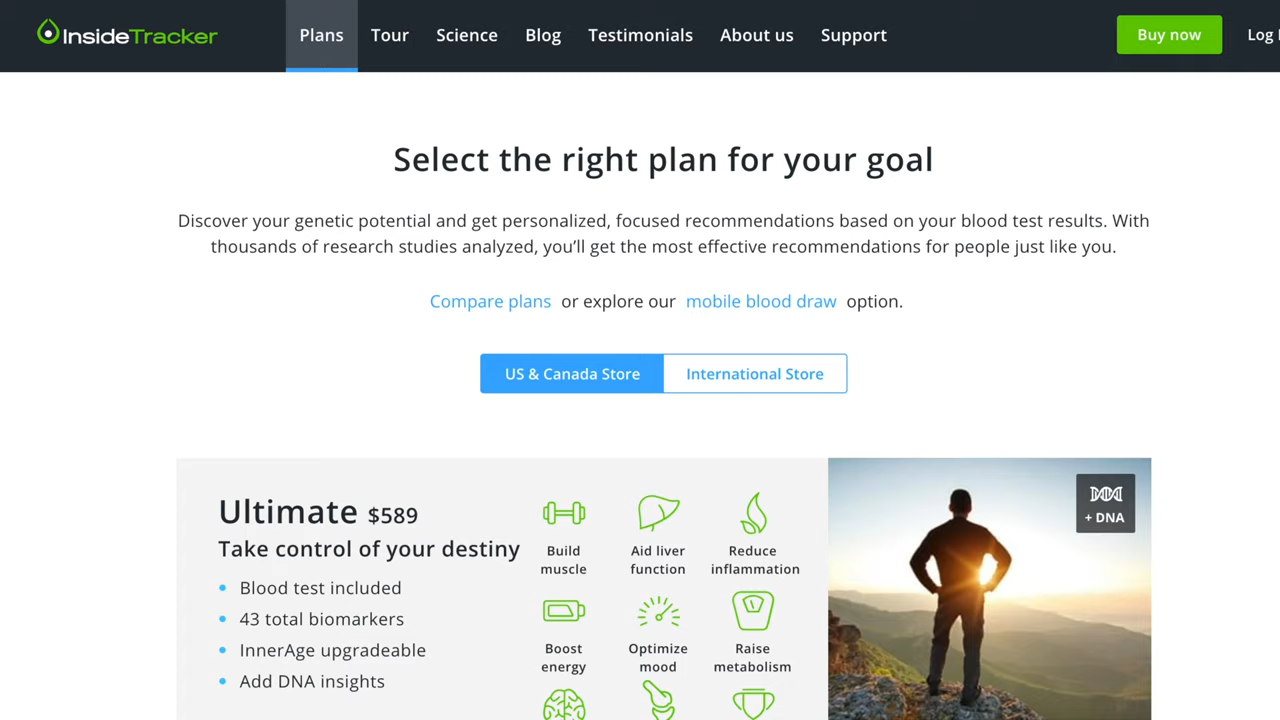 InsideTracker
Plans
Tour
Science
Blog
Testimonials
About us
Support
Buy now
Log
Select the right plan for your goal
Discover your genetic potential and get personalized, focused recommendations based on your blood test results. With
thousands of research studies analyzed, you’ll get the most effective recommendations for people just like you.
Compare plans or explore our mobile blood draw option.
US & Canada Store
International Store
Ultimate $589
Take control of your destiny
Blood test included
43 total biomarkers
InnerAge upgradeable
Add DNA insights
Build
muscle
Aid liver
function
Reduce
inflammation
Boost
energy
Optimize
mood
Raise
metabolism
+ DNA